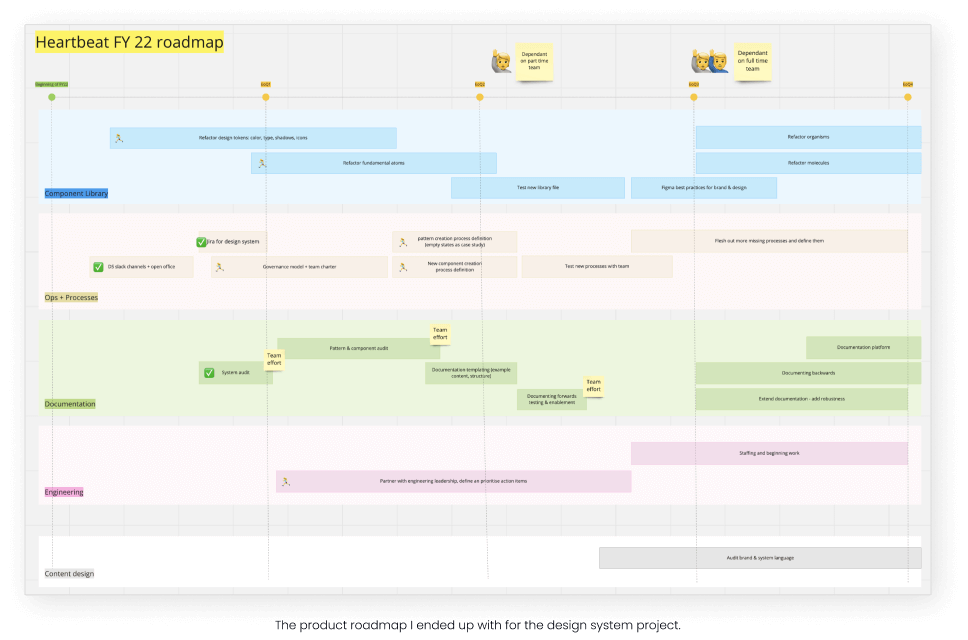 Heartbeat FY 22 roadmap
Dependant
on part time
team
Dependant
on full time
team
Beginning of FY22
EoQ1
EoQ2
EoQ3
EoQ4
Refactor design tokens: color, type, shadows, icons
Refactor organisms
Refactor fundamental atoms
Refactor molecules
Test new library file
Figma best practices for brand & design
Component Library
Jira for design system
pattern creation process definition
(empty states as case study)
Flesh out more missing processes and define them
DS slack channels + open office
Governance model + team charter
New component creation
process definition
Test new processes with team
Ops + Processes
Team
effort
Pattern & component audit
Documentation platform
Team
effort
System audit
Documentation templating (example
content, structure)
Documenting backwards
Team
effort
Documenting forwards
testing & enablement
Extend documentation - add robustness
Documentation
Staffing and beginning work
Partner with engineering leadership, define an prioritise action items
Engineering
Audit brand & system language
Content design
The product roadmap I ended up with for the design system project.